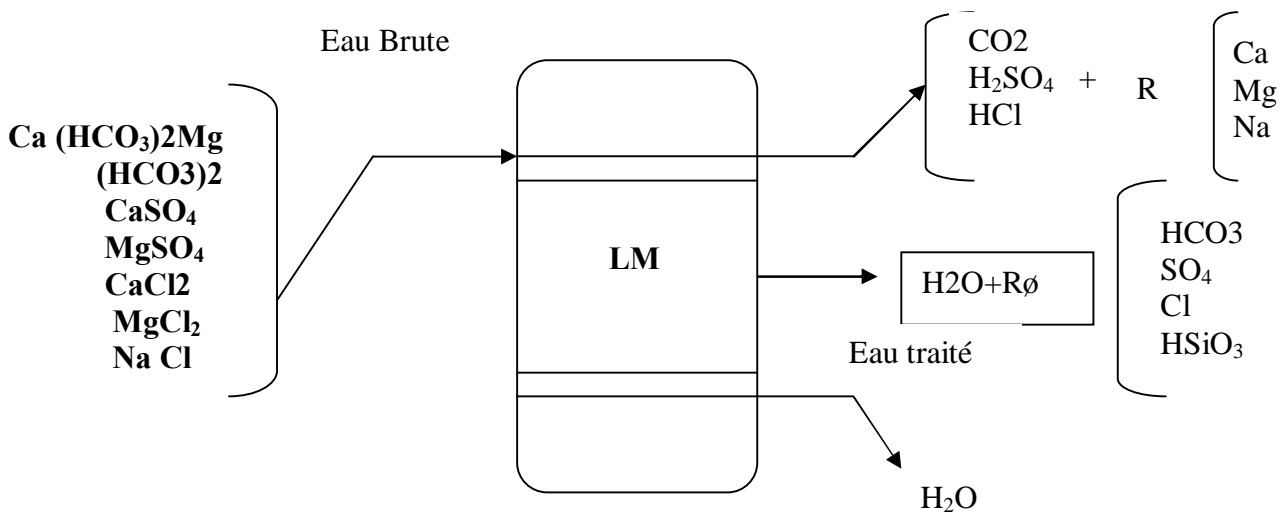 Eau Brute
Ca (HCO₃)2Mg
(HCO3)2
CaSO₄
MgSO₄
CaCl2
MgCl₂
Na Cl
LM
CO2
H₂SO₄ + R
HCl
Ca
Mg
Na
H2O+Rø
HCO3
SO₄
Cl
HSiO₃
Eau traité
H₂O